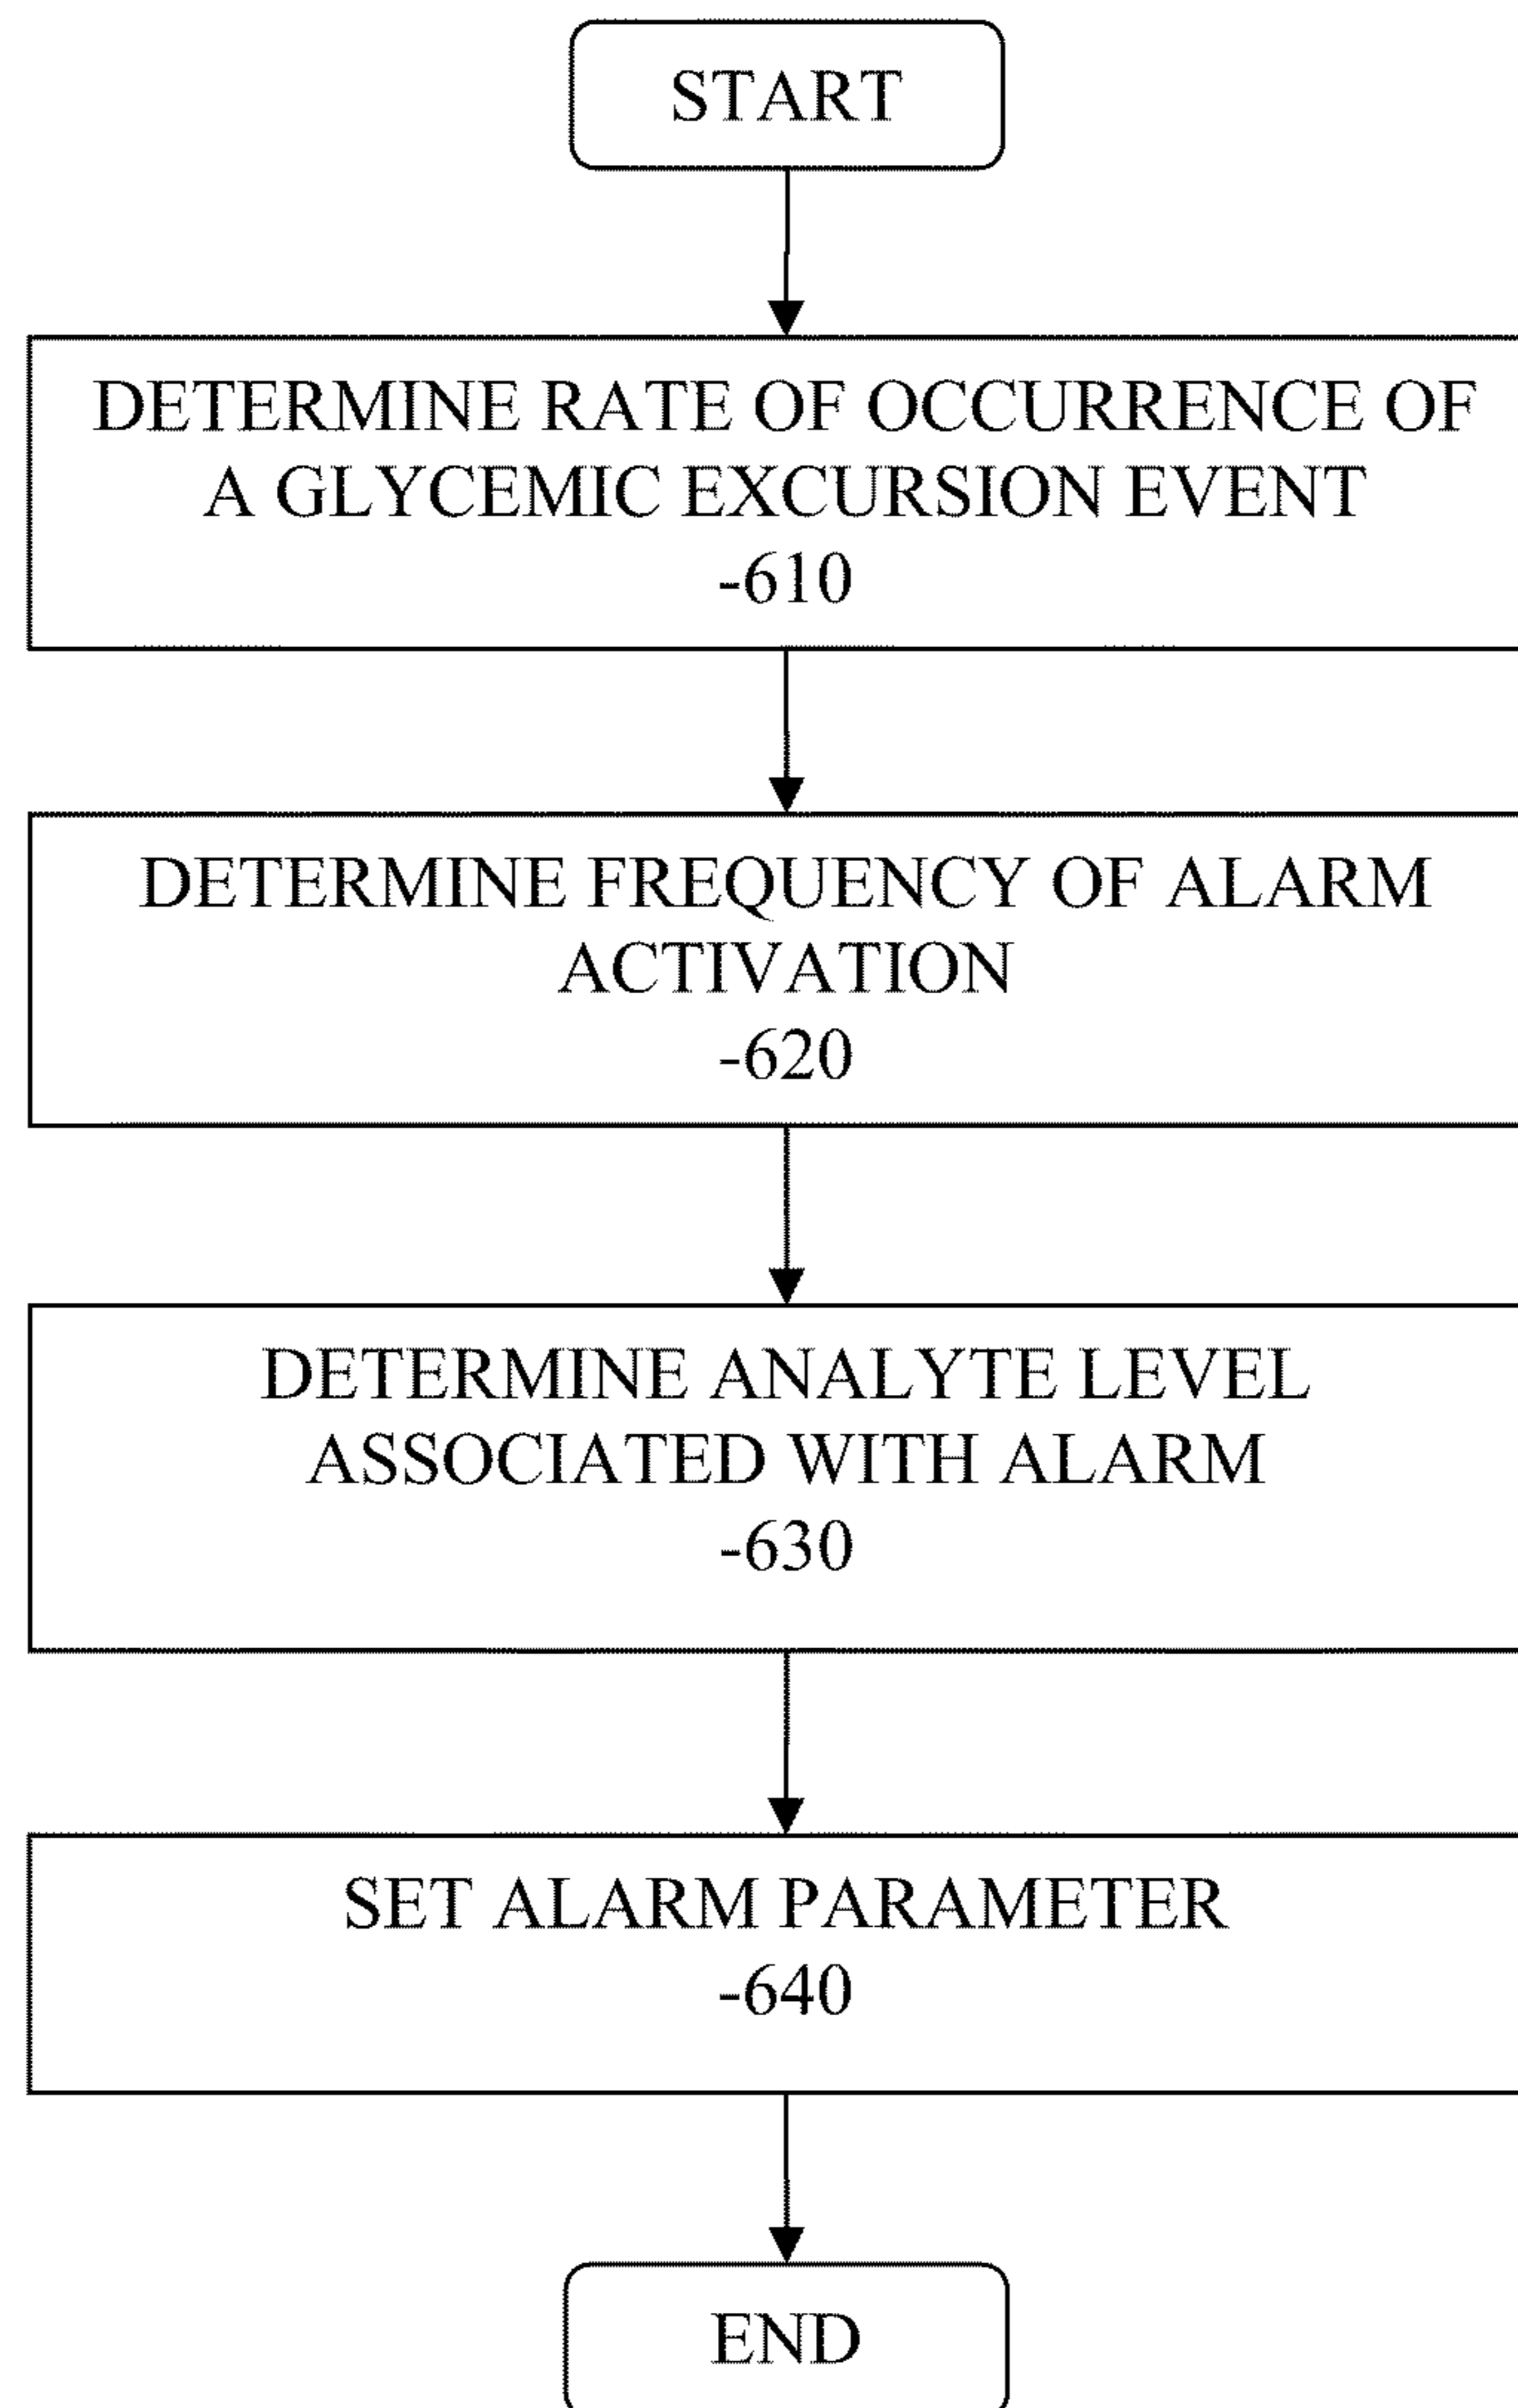 START
DETERMINE RATE OF OCCURRENCE OF
A GLYCEMIC EXCURSION EVENT
-610
DETERMINE FREQUENCY OF ALARM
ACTIVATION
-620
DETERMINE ANALYTE LEVEL
ASSOCIATED WITH ALARM
-630
SET ALARM PARAMETER
-640
END